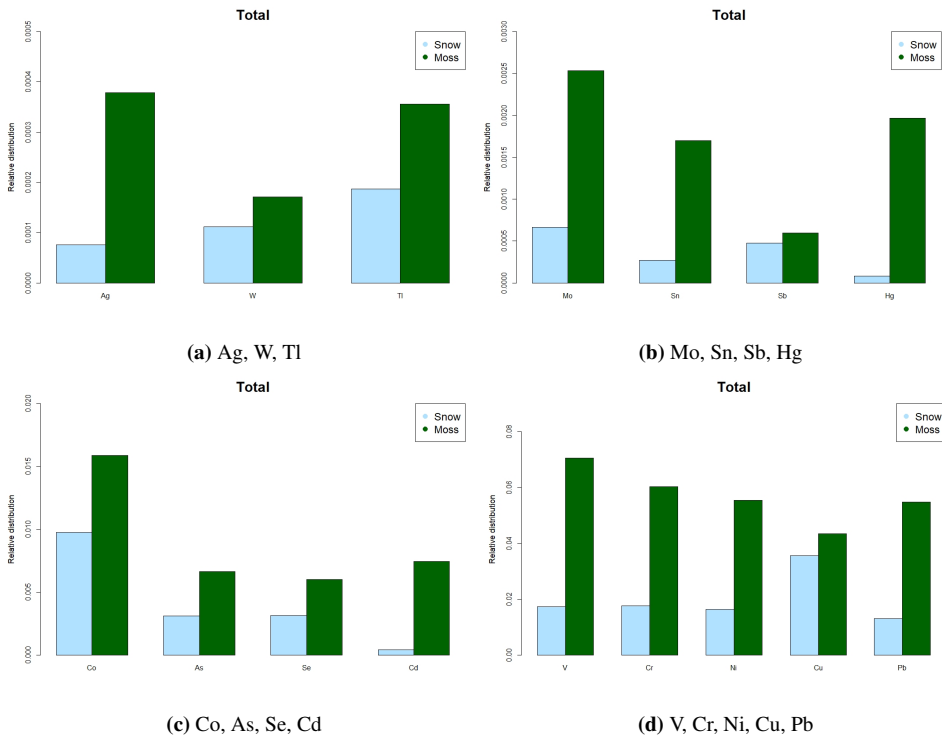 Total
0.0005
0.0004
0.0003
0.0002
0.0001
0.0000
Relative distribution
Snow
Moss
Ag W Tl
(a) Ag, W, Tl
Total
0.0030
0.0025
0.0020
0.0015
0.0010
0.0005
0.0000
Relative distribution
Snow
Moss
Mo Sn Sb Hg
(b) Mo, Sn, Sb, Hg
Total
0.020
0.015
0.010
0.005
0.000
Relative distribution
Snow
Moss
Co As Se Cd
(c) Co, As, Se, Cd
Total
0.08
0.06
0.04
0.02
0.00
Relative distribution
Snow
Moss
V Cr Ni Cu Pb
(d) V, Cr, Ni, Cu, Pb